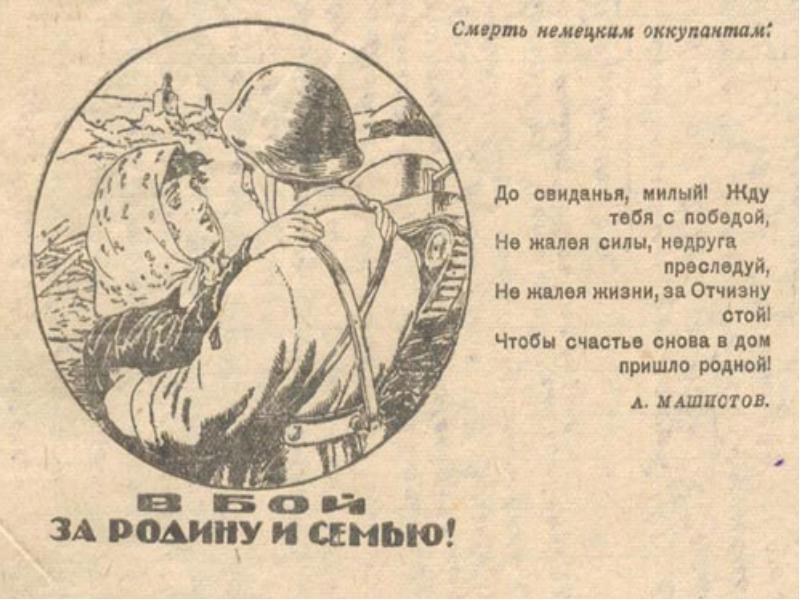 Смерть немецким оккупантам!
До свиданья, милый! Жду
тебя с победой,
Не жалея силы, недруга
преследуй,
Не жалея жизни, за Отчизну
стой!
Чтобы счастье снова в дом
пришло родной!
А. МАШИСТОВ.
В БОЙ
ЗА РОДИНУ И СЕМЬЮ!